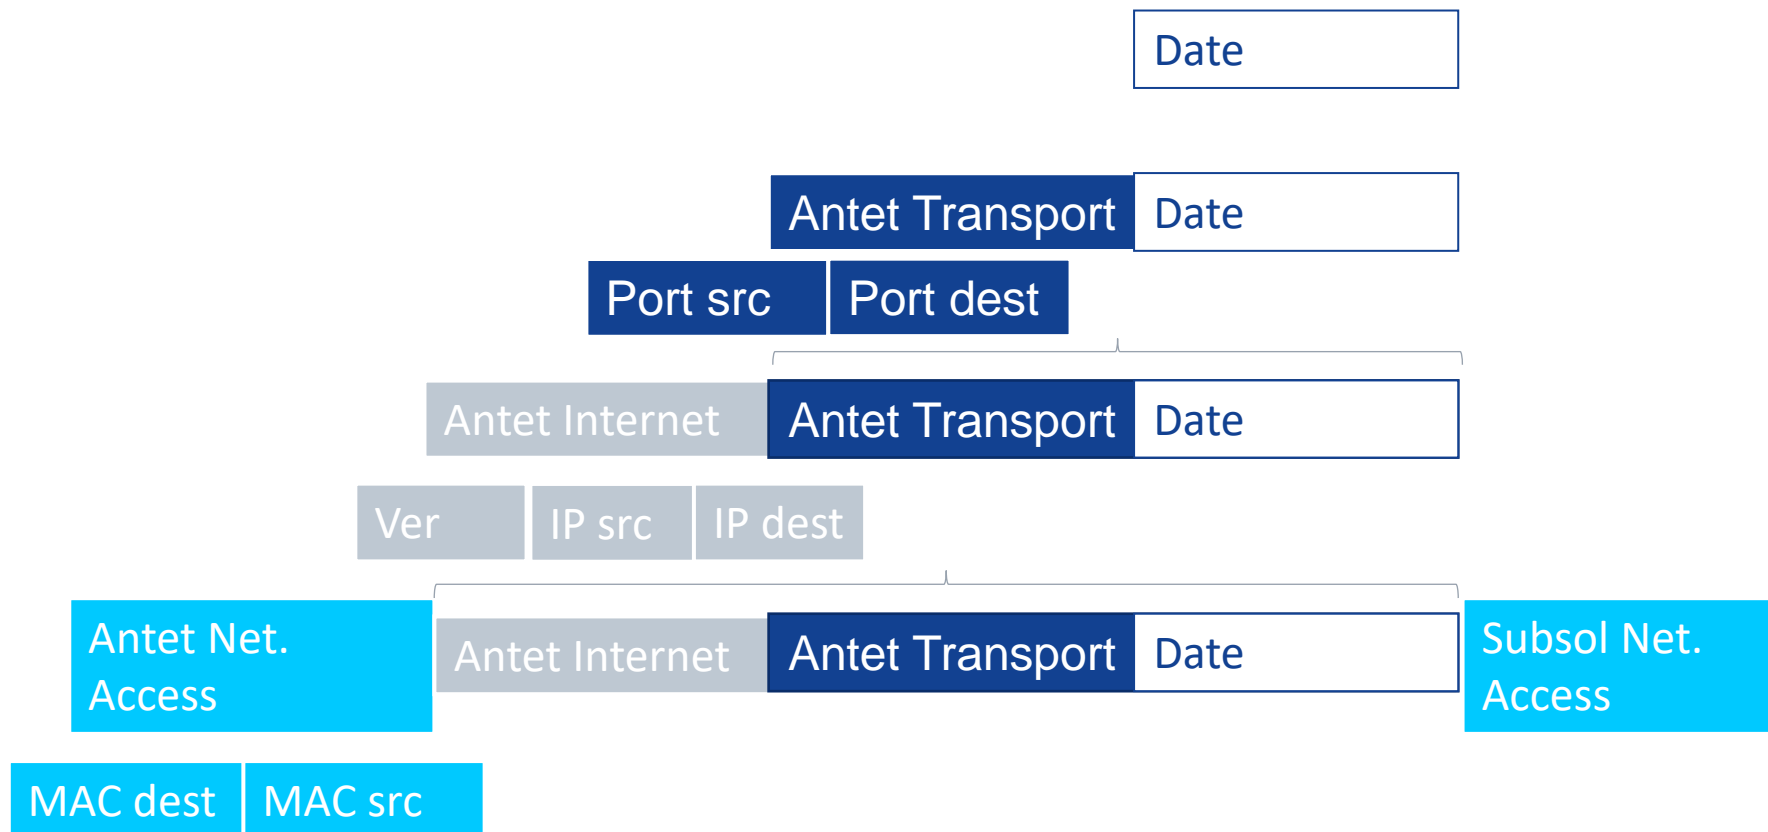 Date
Antet Transport Date
Port src Port dest
Antet Internet Antet Transport Date
Ver IP src IP dest
Antet Net. Access Antet Internet Antet Transport Date Subsol Net. Access
MAC dest MAC src